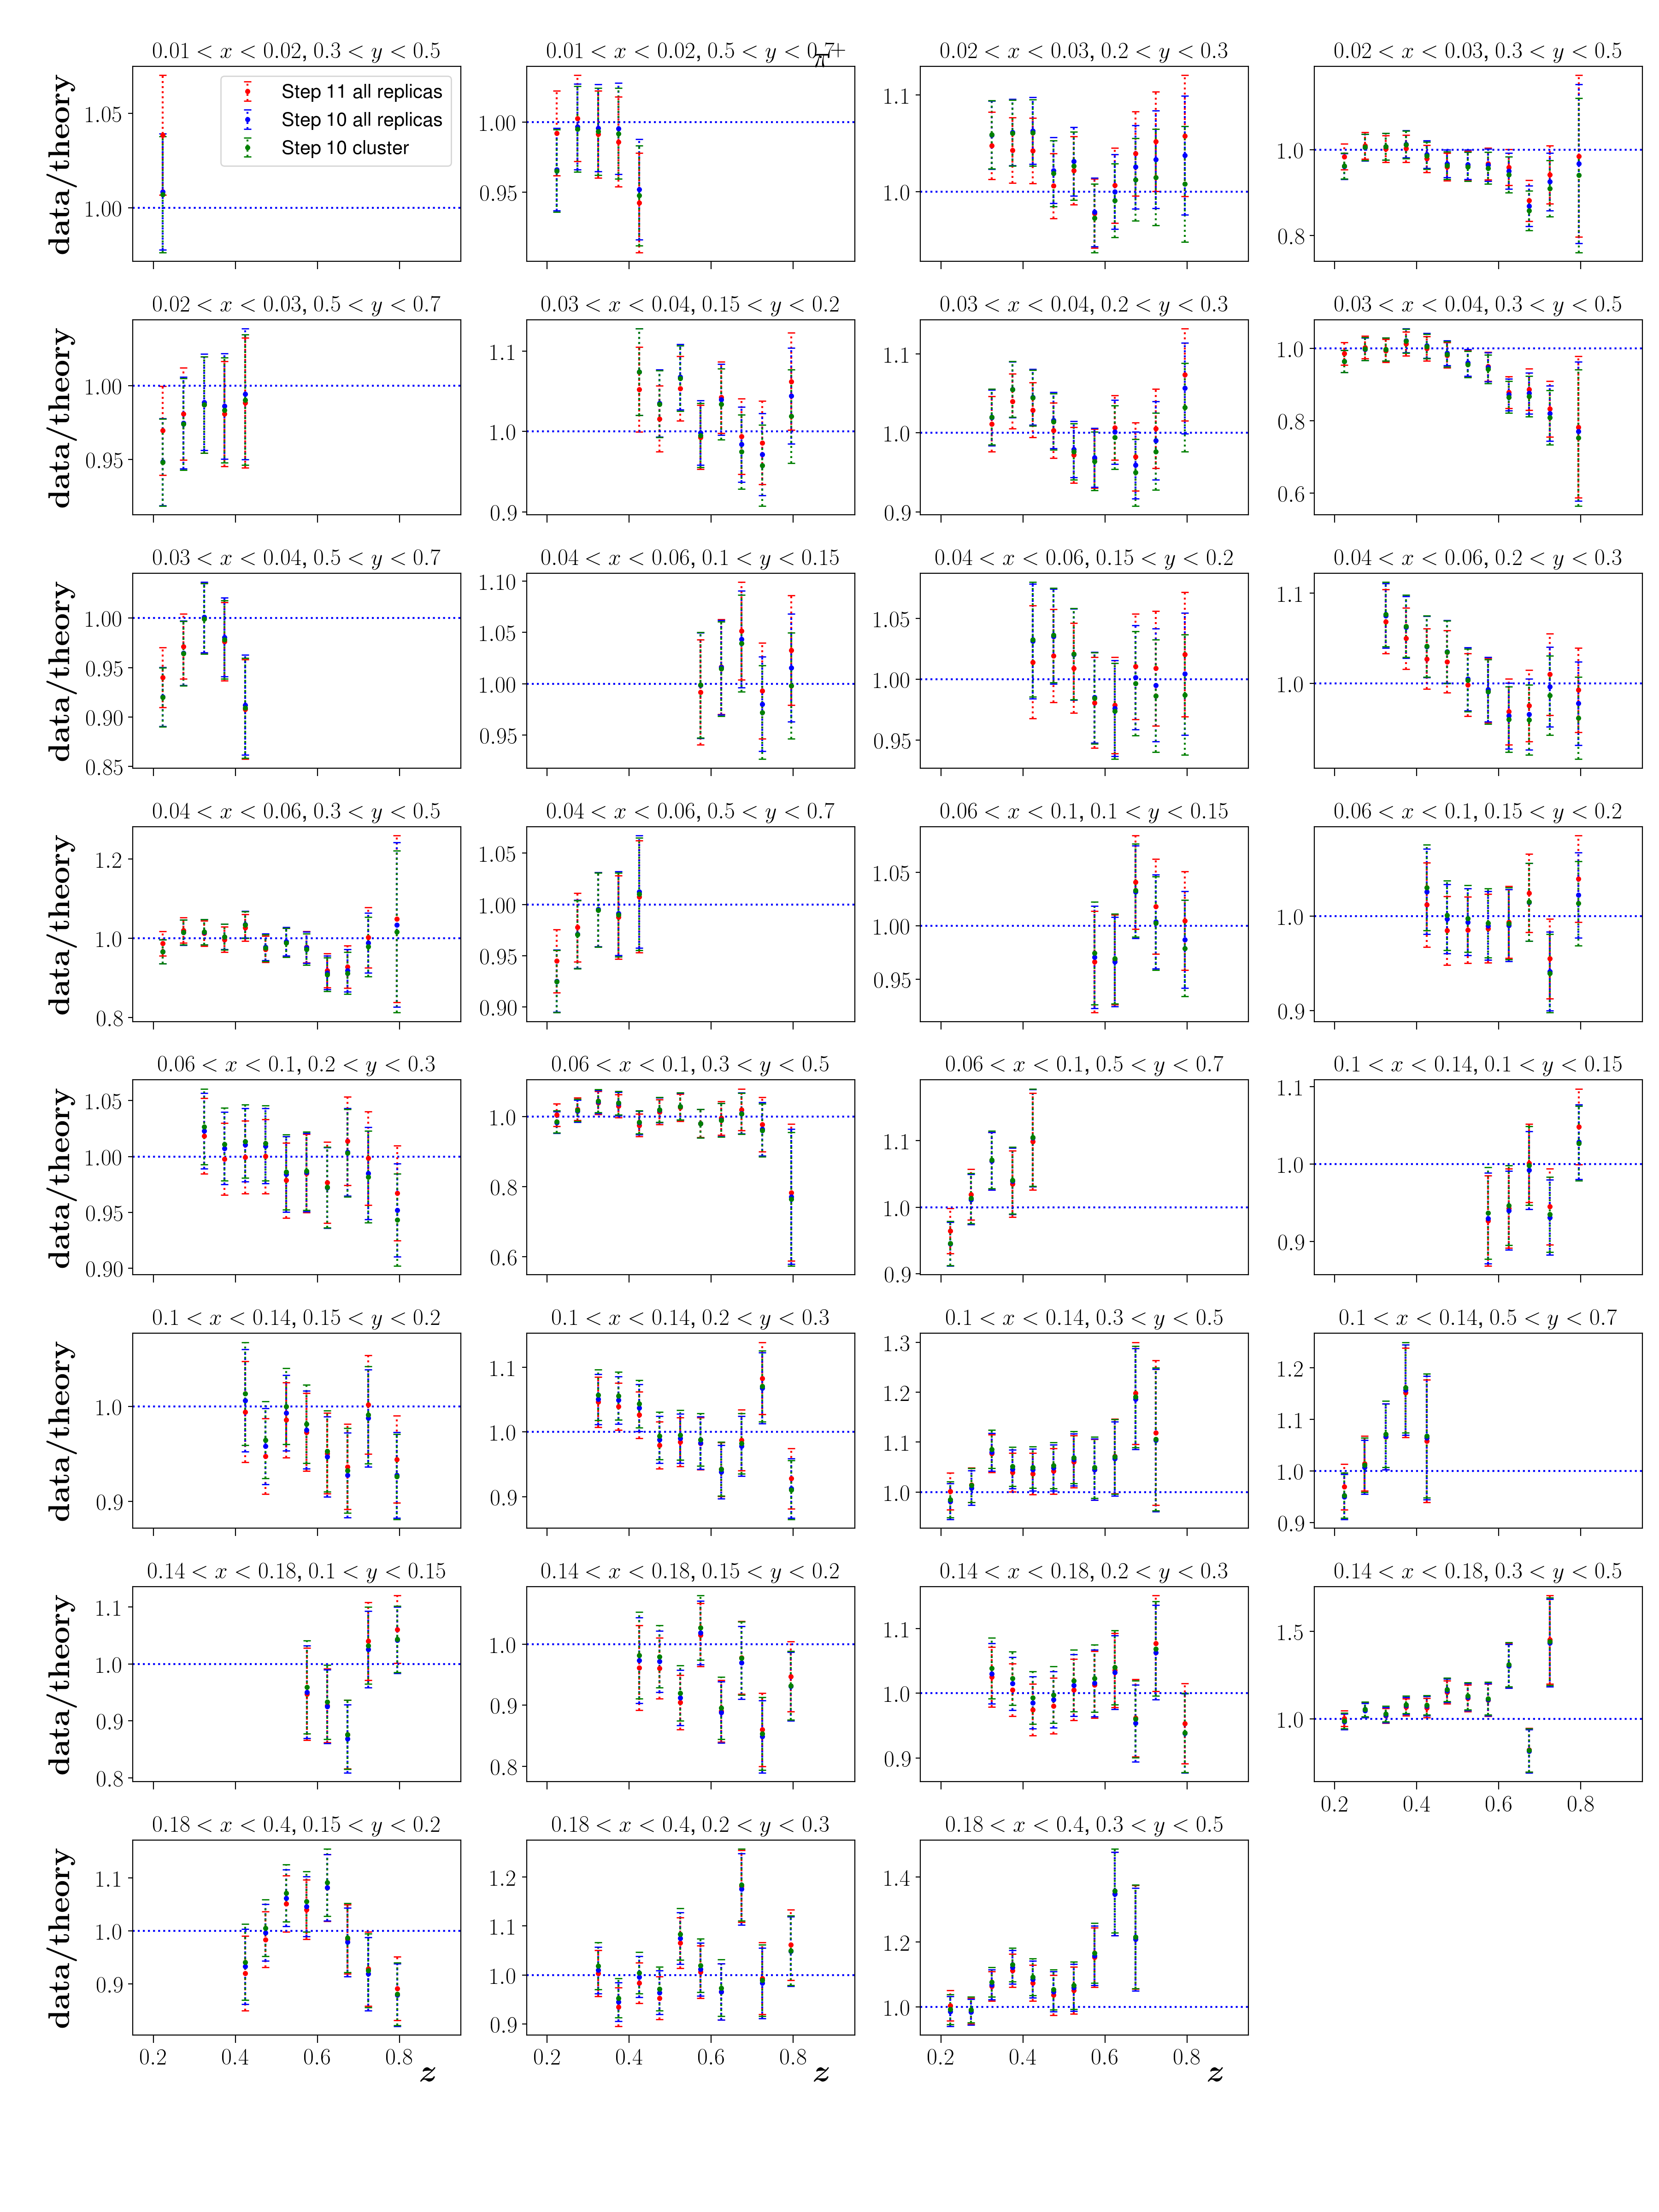 0.01 < x < 0.02, 0.3 < y < 0.5
0.01 < x < 0.02, 0.5 < y < 0.7
π+
0.02 < x < 0.03, 0.2 < y < 0.3
0.02 < x < 0.03, 0.3 < y < 0.5
data/theory
1.05
1.00
Step 11 all replicas
Step 10 all replicas
Step 10 cluster
1.00
0.95
1.1
1.0
1.0
0.8
0.02 < x < 0.03, 0.5 < y < 0.7
0.03 < x < 0.04, 0.15 < y < 0.2
0.03 < x < 0.04, 0.2 < y < 0.3
0.03 < x < 0.04, 0.3 < y < 0.5
data/theory
1.00
0.95
1.1
1.0
0.9
1.1
1.0
0.9
1.0
0.8
0.6
0.03 < x < 0.04, 0.5 < y < 0.7
0.04 < x < 0.06, 0.1 < y < 0.15
0.04 < x < 0.06, 0.15 < y < 0.2
0.04 < x < 0.06, 0.2 < y < 0.3
data/theory
1.00
0.95
0.90
0.85
1.10
1.05
1.00
0.95
1.05
1.00
0.95
1.1
1.0
0.04 < x < 0.06, 0.3 < y < 0.5
0.04 < x < 0.06, 0.5 < y < 0.7
0.06 < x < 0.1, 0.1 < y < 0.15
0.06 < x < 0.1, 0.15 < y < 0.2
data/theory
1.2
1.0
0.8
1.05
1.00
0.95
0.90
1.05
1.00
0.95
1.0
0.9
0.06 < x < 0.1, 0.2 < y < 0.3
0.06 < x < 0.1, 0.3 < y < 0.5
0.06 < x < 0.1, 0.5 < y < 0.7
0.1 < x < 0.14, 0.1 < y < 0.15
data/theory
1.05
1.00
0.95
0.90
1.0
0.8
0.6
1.1
1.0
0.9
1.1
1.0
0.9
0.1 < x < 0.14, 0.15 < y < 0.2
0.1 < x < 0.14, 0.2 < y < 0.3
0.1 < x < 0.14, 0.3 < y < 0.5
0.1 < x < 0.14, 0.5 < y < 0.7
data/theory
1.0
0.9
1.1
1.0
0.9
1.3
1.2
1.1
1.0
1.2
1.1
1.0
0.9
0.14 < x < 0.18, 0.1 < y < 0.15
0.14 < x < 0.18, 0.15 < y < 0.2
0.14 < x < 0.18, 0.2 < y < 0.3
0.14 < x < 0.18, 0.3 < y < 0.5
data/theory
1.1
1.0
0.9
0.8
1.0
0.9
0.8
1.1
1.0
0.9
1.5
1.0
0.2 0.4 0.6 0.8
0.18 < x < 0.4, 0.15 < y < 0.2
0.18 < x < 0.4, 0.2 < y < 0.3
0.18 < x < 0.4, 0.3 < y < 0.5
data/theory
1.1
1.0
0.9
1.2
1.1
1.0
0.9
1.4
1.2
1.0
0.2 0.4 0.6 0.8
0.2 0.4 0.6 0.8
0.2 0.4 0.6 0.8
z
z
z